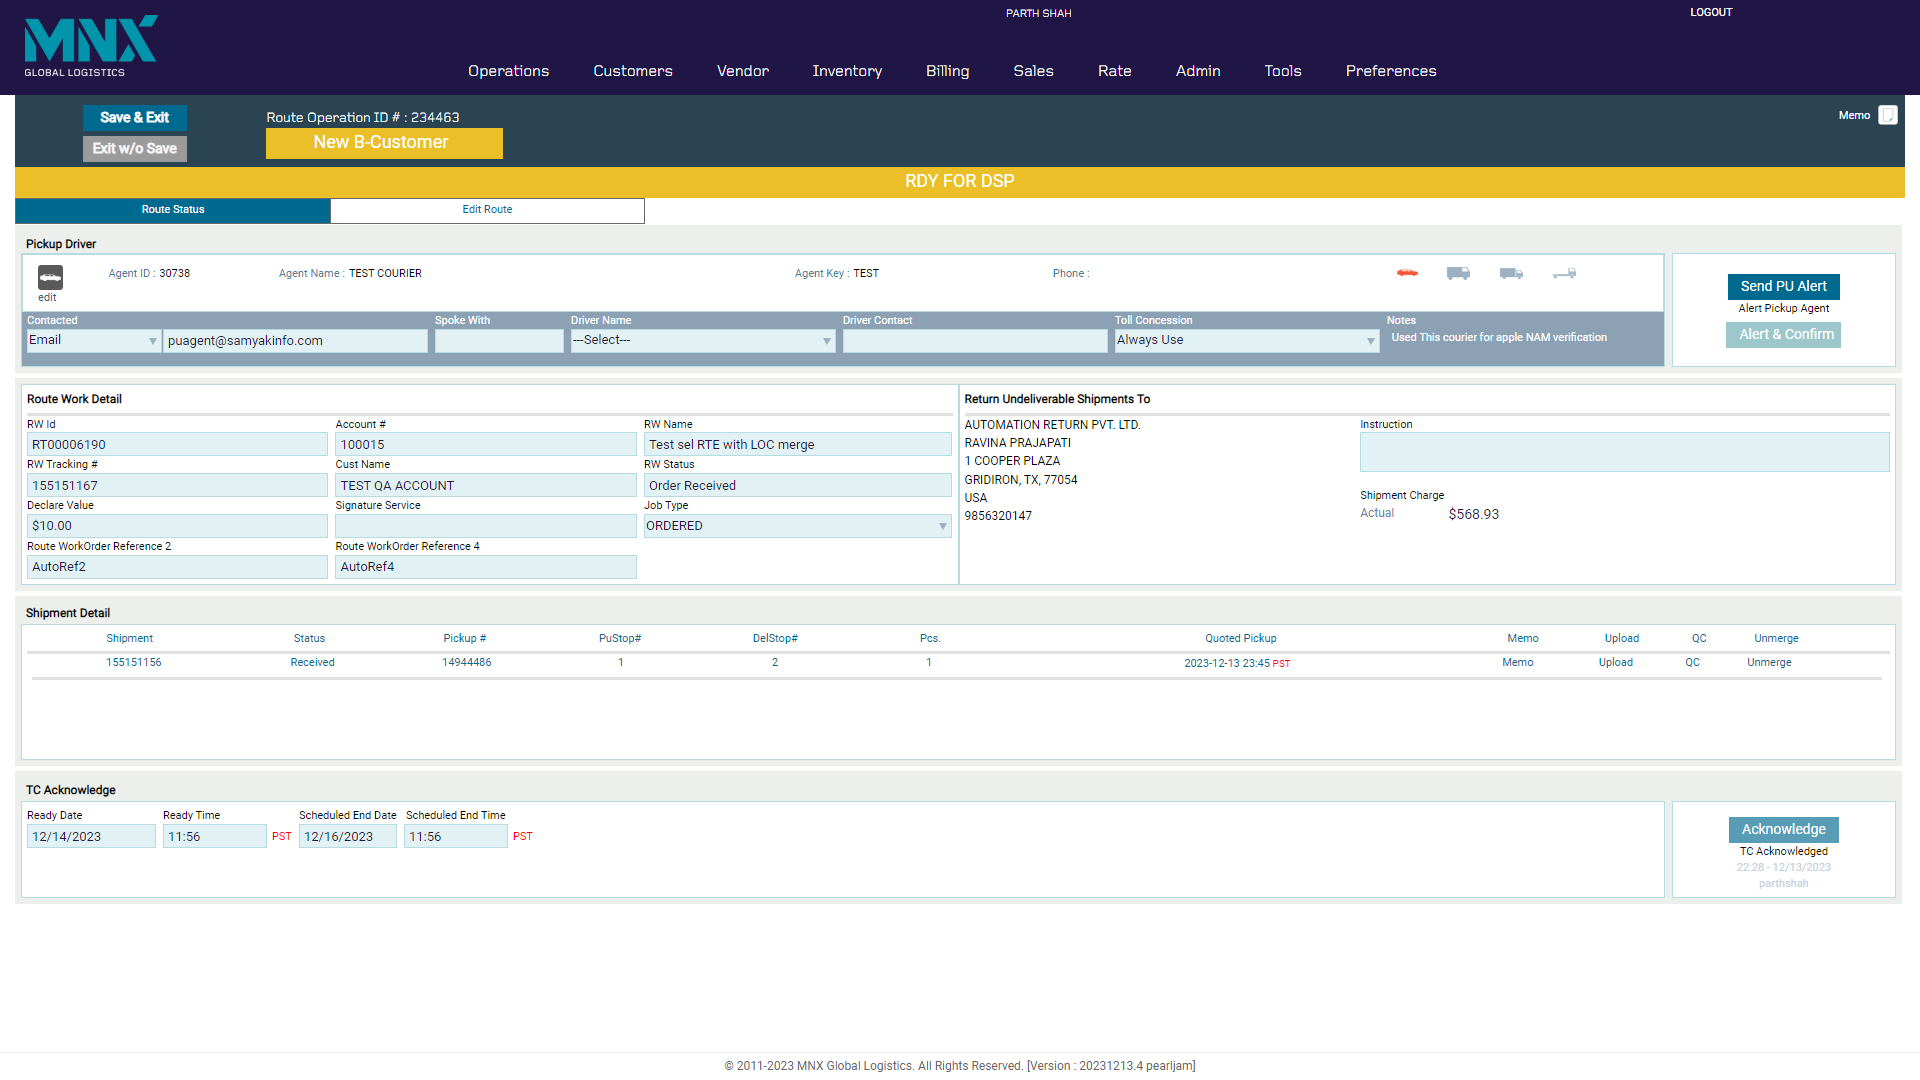 PARTH SHAH
LOGOUT
MNX
GLOBAL LOGISTICS
Operations Customers Vendor Inventory Billing Sales Rate Admin Tools Preferences
Save & Exit
Exit w/o Save
Route Operation ID # : 234463
New B-Customer
Memo
RDY FOR DSP
Route Status Edit Route
Pickup Driver
edit
Agent ID : 30738 Agent Name : TEST COURIER Agent Key : TEST Phone :
Contacted Spoke With Driver Name Driver Contact Toll Concession Notes
Email puagent@samyakinfo.com ---Select--- Always Use Used This courier for apple NAM verification
Send PU Alert
Alert Pickup Agent
Alert & Confirm
Route Work Detail
RW Id Account # RW Name
RT00006190 100015 Test sel RTE with LOC merge
RW Tracking # Cust Name RW Status
155151167 TEST QA ACCOUNT Order Received
Declare Value Signature Service Job Type
$10.00 ORDERED
Route WorkOrder Reference 2 Route WorkOrder Reference 4
AutoRef2 AutoRef4
Return Undeliverable Shipments To
AUTOMATION RETURN PVT. LTD.
RAVINA PRAJAPATI
1 COOPER PLAZA
GRIDIRON, TX, 77054
USA
9856320147
Instruction
Shipment Charge
Actual $568.93
Shipment Detail
Shipment Status Pickup # PuStop# DelStop# Pcs. Quoted Pickup Memo Upload QC Unmerge
155151156 Received 14944486 1 2 1 2023-12-13 23:45 PST Memo Upload QC Unmerge
TC Acknowledge
Ready Date Ready Time Scheduled End Date Scheduled End Time
12/14/2023 11:56 PST 12/16/2023 11:56 PST
Acknowledge
TC Acknowledged
22:28 - 12/13/2023
parthshah
© 2011-2023 MNX Global Logistics. All Rights Reserved. [Version : 20231213.4 pearljam]